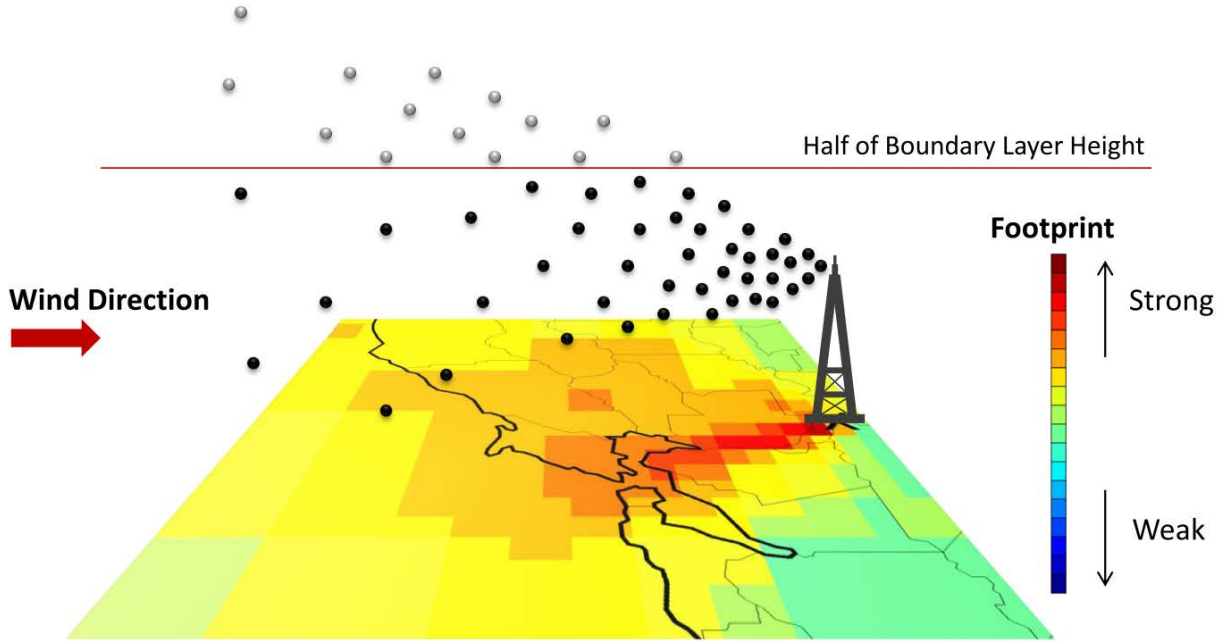 Half of Boundary Layer Height
Footprint
Wind Direction
Strong
Weak